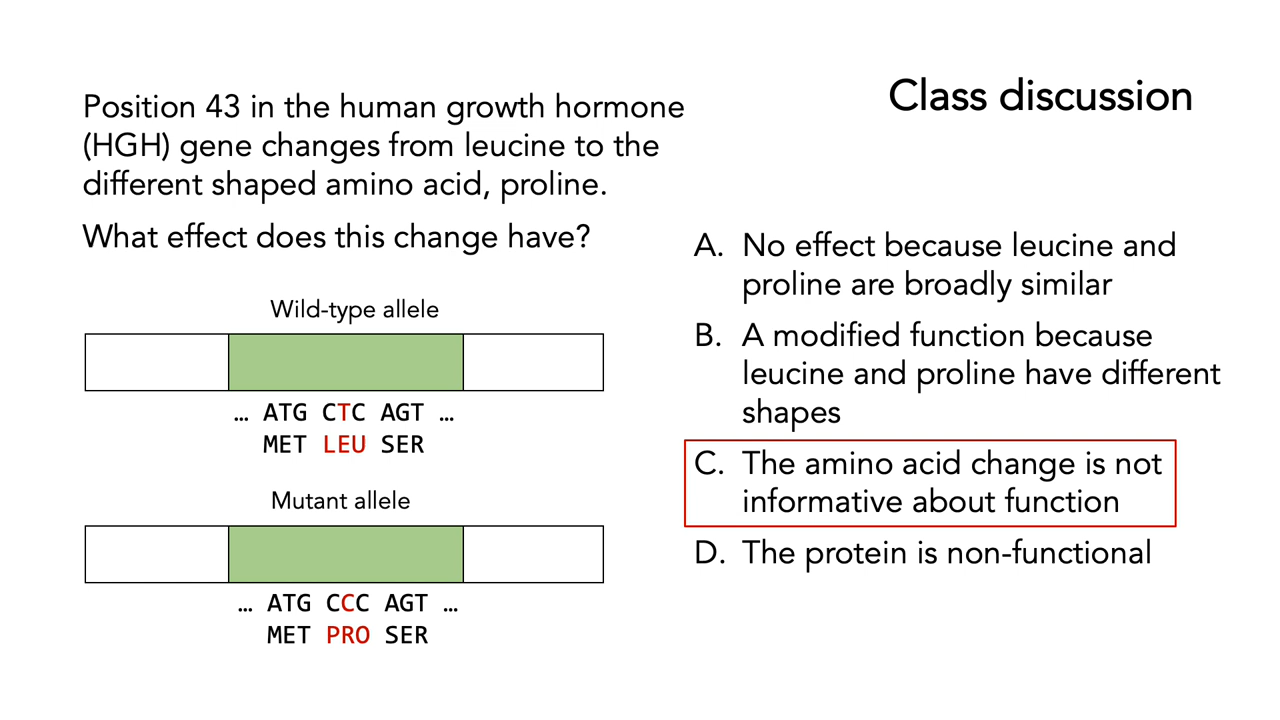 Class discussion
Position 43 in the human growth hormone
(HGH) gene changes from leucine to the
different shaped amino acid, proline.
What effect does this change have?
Wild-type allele
… ATG CTC AGT …
MET LEU SER
Mutant allele
… ATG CCC AGT …
MET PRO SER
A. No effect because leucine and
proline are broadly similar
B. A modified function because
leucine and proline have different
shapes
C. The amino acid change is not
informative about function
D. The protein is non-functional